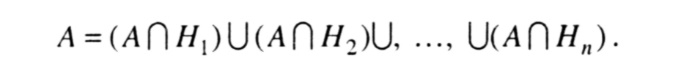 A = (A ⋂ H₁) ⋃ (A ⋂ H₂) ⋃, …, ⋃(A ⋂ Hₙ).